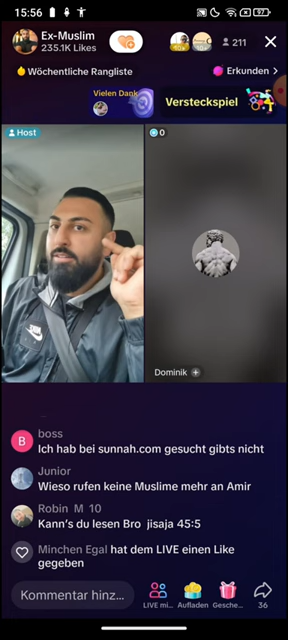 15:56
97
Ex-Muslim
235.1K Likes
211
Wöchentliche Rangliste
Erkunden
Vielen Dank
Versteckspiel
Host
0
Dominik
boss
Ich hab bei sunnah.com gesucht gibts nicht
Junior
Wieso rufen keine Muslime mehr an Amir
Robin M 10
Kann's du lesen Bro jisaja 45:5
Minchen Egal hat dem LIVE einen Like
gegeben
Kommentar hinz...
LIVE mi...
Aufladen
Gesche...
36